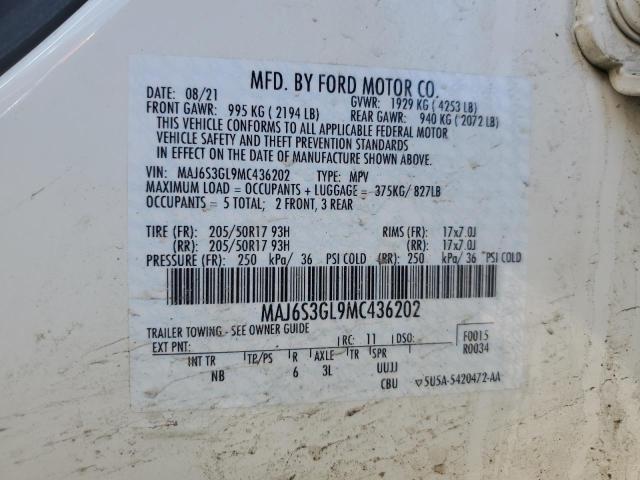 MFD. BY FORD MOTOR CO.
DATE: 08/21 GVWR: 1929 KG ( 4253 LB)
FRONT GAWR: 995 KG ( 2194 LB) REAR GAWR: 940 KG ( 2072 LB)
THIS VEHICLE CONFORMS TO ALL APPLICABLE FEDERAL MOTOR
VEHICLE SAFETY AND THEFT PREVENTION STANDARDS
IN EFFECT ON THE DATE OF MANUFACTURE SHOWN ABOVE.
VIN: MAJ6S3GL9MC436202 TYPE: MPV
MAXIMUM LOAD = OCCUPANTS + LUGGAGE = 375KG/ 827LB
OCCUPANTS = 5 TOTAL; 2 FRONT, 3 REAR
TIRE (FR): 205/50R17 93H RIMS (FR): 17x7.0J
(RR): 205/50R17 93H (RR): 17x7.0J
PRESSURE (FR): 250 kPa/ 36 PSI COLD (RR): 250 kPa/ 36 PSI COLD
MAJ6S3GL9MC436202
TRAILER TOWING - SEE OWNER GUIDE
EXT PNT: RC: 11 DSO: F0015
R0034
INT TR TP/PS R AXLE TR SPR
NB 6 3L UUJJ
CBU ▽5U5A-5420472-AA